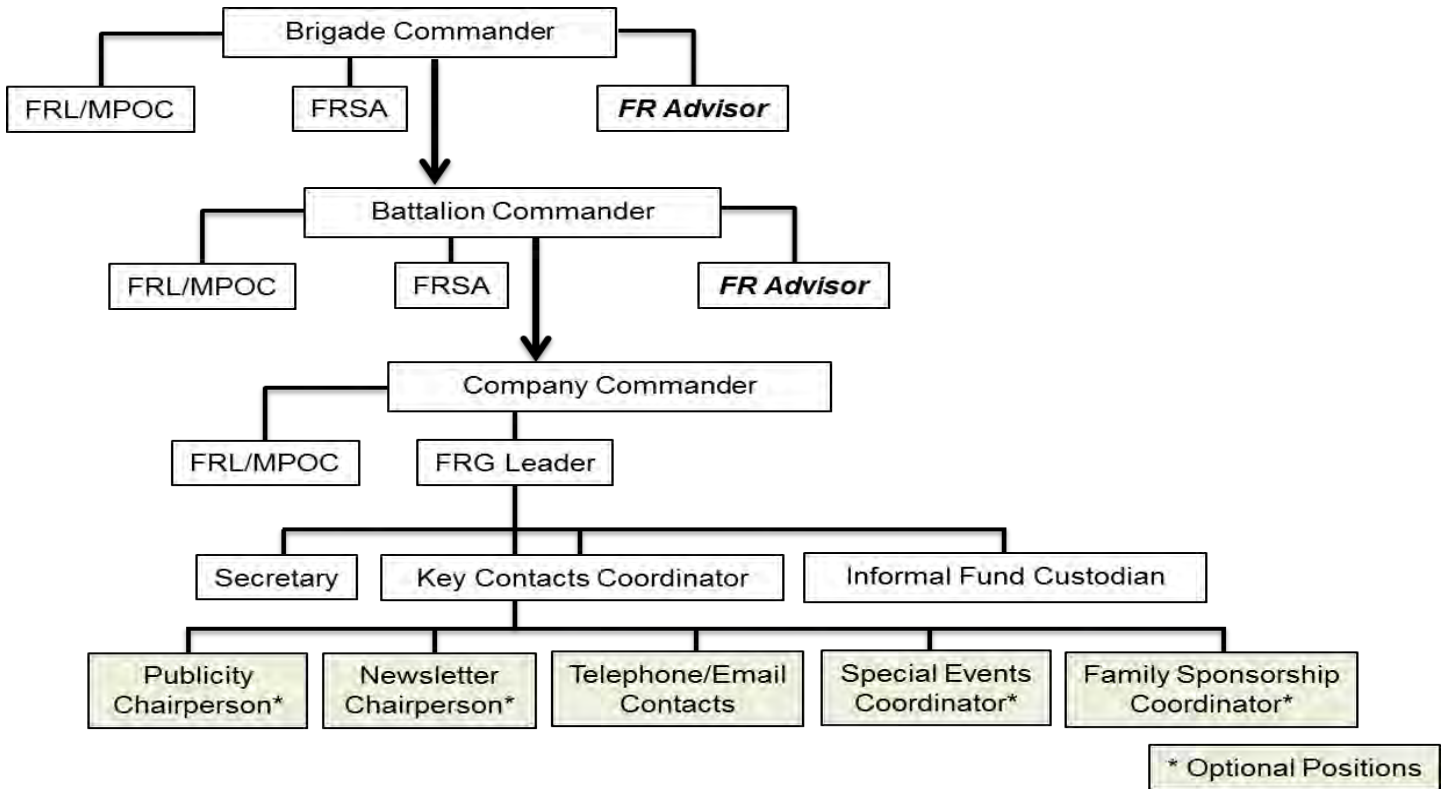 Brigade Commander
FRL/MPOC
FRSA
FR Advisor
Battalion Commander
FRL/MPOC
FRSA
FR Advisor
Company Commander
FRL/MPOC
FRG Leader
Secretary
Key Contacts Coordinator
Informal Fund Custodian
Publicity
Chairperson*
Newsletter
Chairperson*
Telephone/Email
Contacts
Special Events
Coordinator*
Family Sponsorship
Coordinator*
* Optional Positions